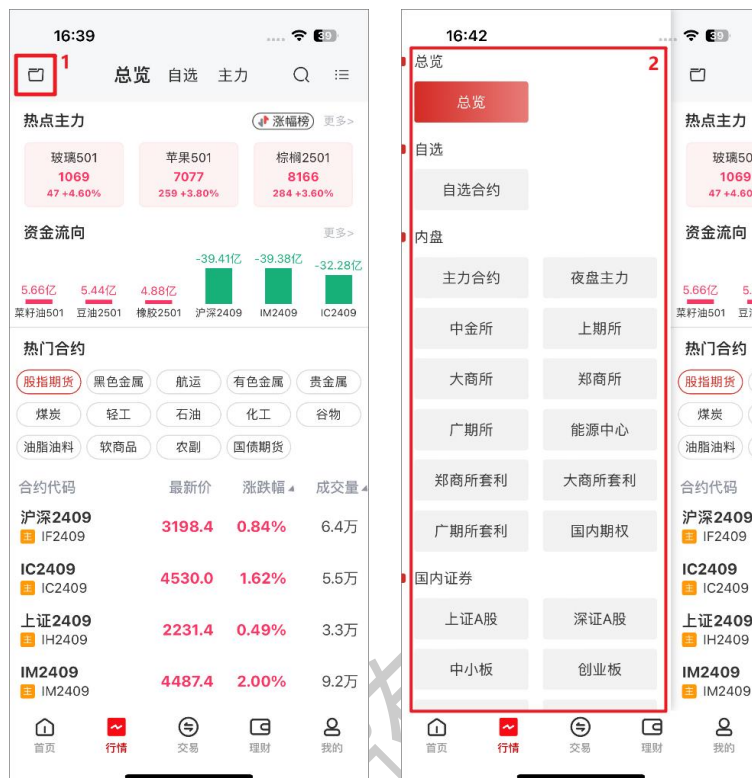 16:39
39
1
总览 自选 主力
热点主力
涨幅榜 更多>
玻璃501 苹果501 棕榈2501
1069 7077 8166
47 +4.60% 259 +3.80% 284 +3.60%
资金流向 更多>
-39.41亿 -39.38亿 -32.28亿
5.66亿 5.44亿 4.88亿
菜籽油501 豆油2501 橡胶2501 沪深2409 IM2409 IC2409
热门合约
股指期货 黑色金属 航运 有色金属 贵金属
煤炭 轻工 石油 化工 谷物
油脂油料 软商品 农副 国债期货
合约代码 最新价 涨跌幅 成交量
沪深2409
主 IF2409 3198.4 0.84% 6.4万
IC2409
主 IC2409 4530.0 1.62% 5.5万
上证2409
主 IH2409 2231.4 0.49% 3.3万
IM2409
主 IM2409 4487.4 2.00% 9.2万
首页 行情 交易 理财 我的
16:42
39
2
总览
总览
自选
自选合约
内盘
主力合约 夜盘主力
中金所 上期所
大商所 郑商所
广期所 能源中心
郑商所套利 大商所套利
广期所套利 国内期权
国内证券
上证A股 深证A股
中小板 创业板
热点主力
玻璃50
1069
47 +4.60
资金流向
5.66亿 5.
菜籽油501 豆
热门合约
股指期货
煤炭
油脂油料
合约代码
沪深2409
主 IF2409
IC2409
主 IC2409
上证2409
主 IH2409
IM2409
主 IM2409
首页 行情 交易 理财 我的